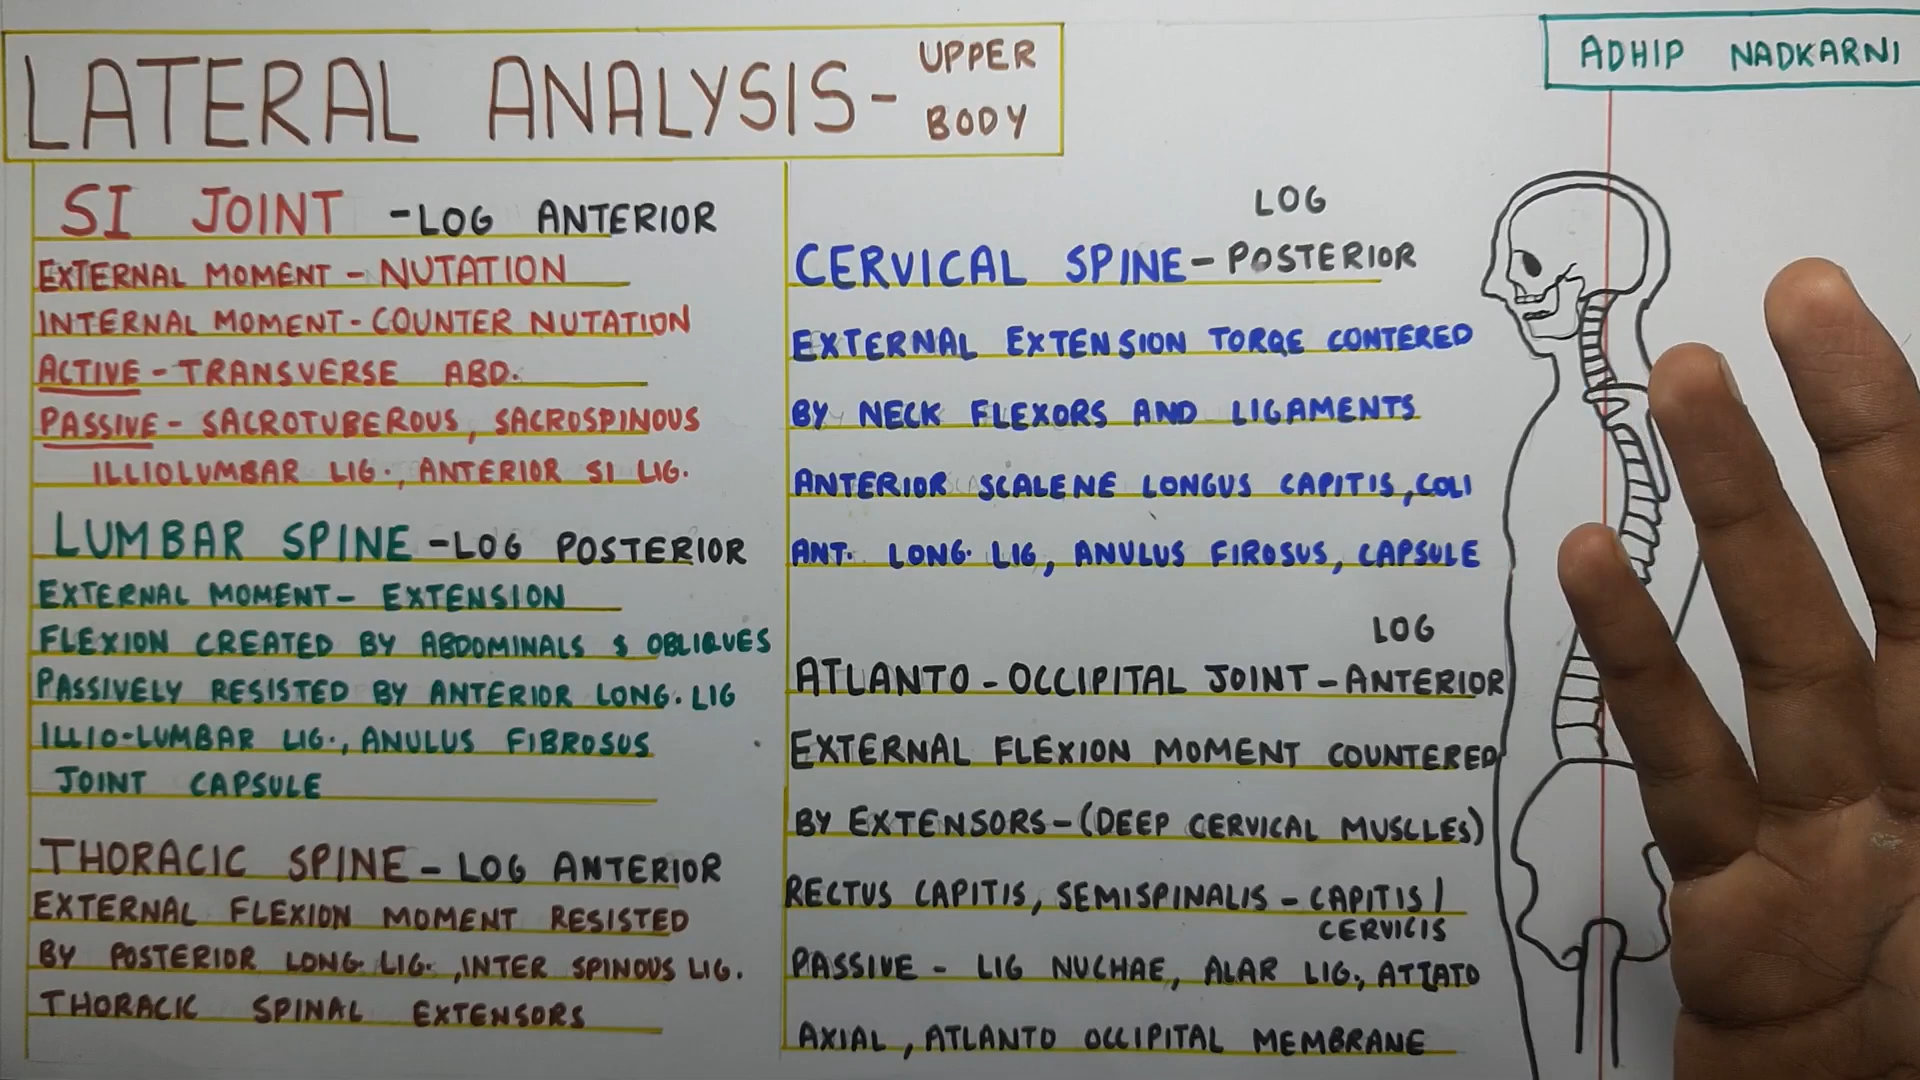 LATERAL ANALYSIS - UPPER BODY
ADHIP NADKARNI
SI JOINT - LOG ANTERIOR
EXTERNAL MOMENT - NUTATION
INTERNAL MOMENT - COUNTER NUTATION
ACTIVE - TRANSVERSE ABD.
PASSIVE - SACROTUBEROUS, SACROSPINOUS
ILLIOLUMBAR LIG., ANTERIOR SI LIG.
LUMBAR SPINE - LOG POSTERIOR
EXTERNAL MOMENT - EXTENSION
FLEXION CREATED BY ABDOMINALS & OBLIQUES
PASSIVELY RESISTED BY ANTERIOR LONG. LIG
ILLIO-LUMBAR LIG., ANULUS FIBROSUS
JOINT CAPSULE
THORACIC SPINE - LOG ANTERIOR
EXTERNAL FLEXION MOMENT RESISTED
BY POSTERIOR LONG. LIG., INTER SPINOUS LIG.
THORACIC SPINAL EXTENSORS
LOG
CERVICAL SPINE - POSTERIOR
EXTERNAL EXTENSION TORQE CONTERED
BY NECK FLEXORS AND LIGAMENTS
ANTERIOR SCALENE LONGUS CAPITIS, COLI
ANT. LONG. LIG, ANULUS FIROSUS, CAPSULE
LOG
ATLANTO-OCCIPITAL JOINT - ANTERIOR
EXTERNAL FLEXION MOMENT COUNTERED
BY EXTENSORS - (DEEP CERVICAL MUSCLES)
RECTUS CAPITIS, SEMISPINALIS - CAPITIS /
CERVICIS
PASSIVE - LIG NUCHAE, ALAR LIG., ATLATO
AXIAL, ATLANTO OCCIPITAL MEMBRANE